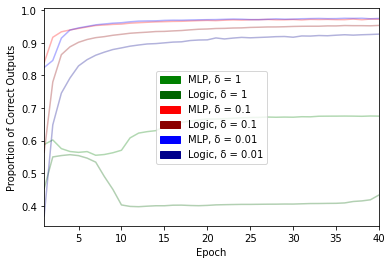 1.0
0.9
0.8
0.7
0.6
0.5
0.4
Proportion of Correct Outputs
MLP, δ = 1
Logic, δ = 1
MLP, δ = 0.1
Logic, δ = 0.1
MLP, δ = 0.01
Logic, δ = 0.01
5 10 15 20 25 30 35 40
Epoch